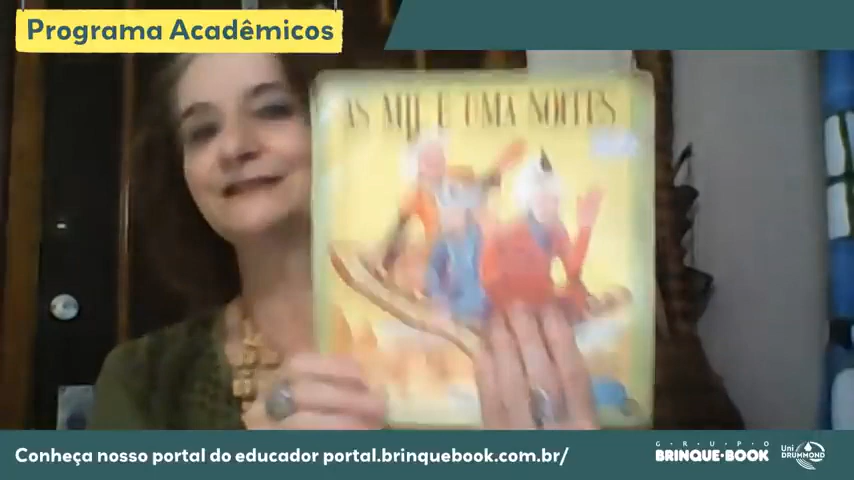 Programa Acadêmicos
AS MIL E UMA NOITES
Conheça nosso portal do educador portal.brinquebook.com.br/
GRUPO
BRINQUE-BOOK
Uni
DRUMMOND